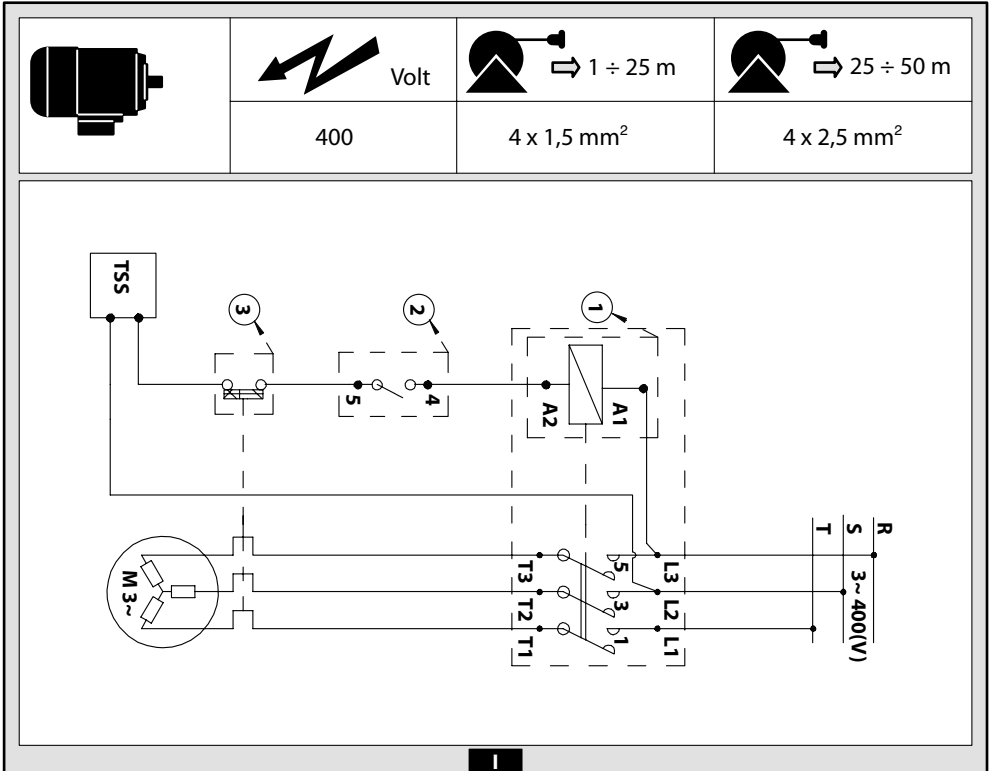 Volt
1 ÷ 25 m
25 ÷ 50 m
400
4 x 1,5 mm²
4 x 2,5 mm²
TSS
3
2
1
5
4
A2
A1
R
S
T
3~ 400(V)
T3
5
L3
T2
3
L2
T1
1
L1
M 3~
I